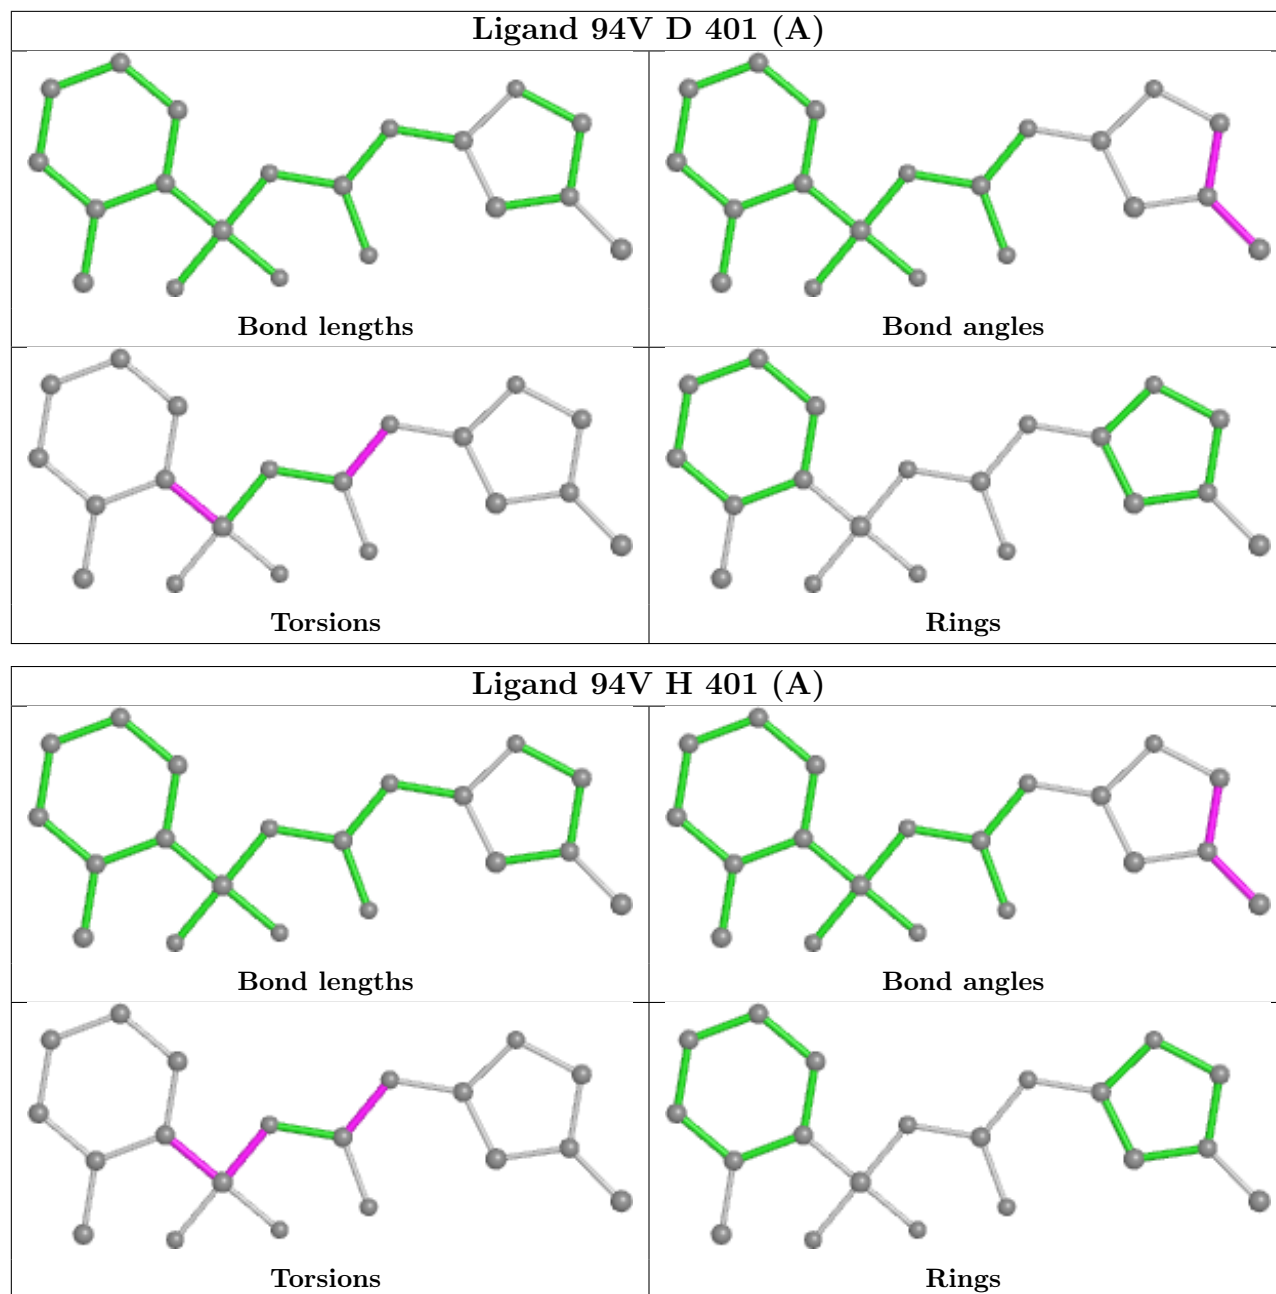 Ligand 94V D 401 (A)
Bond lengths
Bond angles
Torsions
Rings
Ligand 94V H 401 (A)
Bond lengths
Bond angles
Torsions
Rings